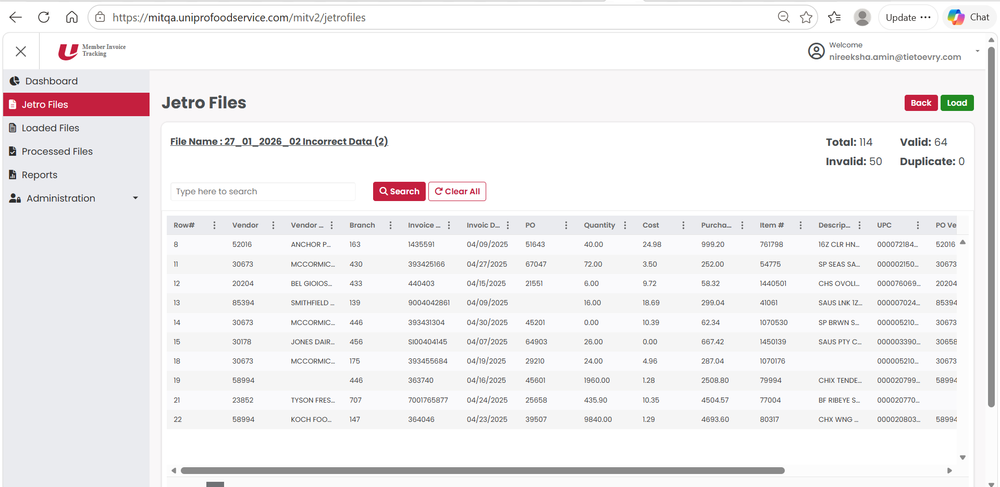 https://mitqa.uniprofoodservice.com/mitv2/jetrofiles
Update
Chat
Member Invoice
Tracking
Welcome
nireeksha.amin@tietoevry.com
Dashboard
Jetro Files
Loaded Files
Processed Files
Reports
Administration
Jetro Files
Back Load
File Name : 27_01_2026_02 Incorrect Data (2)
Total: 114 Valid: 64
Invalid: 50 Duplicate: 0
Type here to search Search Clear All
Row# Vendor Vendor ... Branch Invoice ... Invoic D... PO Quantity Cost Purcha... Item # Descrip... UPC PO Ve
8 52016 ANCHOR P... 163 1435591 04/09/2025 51643 40.00 24.98 999.20 761798 16Z CLR HN... 000072184... 52016
11 30673 MCCORMIC... 430 393425166 04/27/2025 67047 72.00 3.50 252.00 54775 SP SEAS SA... 000002150... 30673
12 20204 BEL GIOIOS... 433 440403 04/15/2025 21551 6.00 9.72 58.32 1440501 CHS OVOLI... 000076069... 20204
13 85394 SMITHFIELD ... 139 9004042861 04/09/2025 16.00 18.69 299.04 41061 SAUS LNK 1Z... 000007024... 85394
14 30673 MCCORMIC... 446 393431304 04/30/2025 45201 0.00 10.39 62.34 1070530 SP BRWN S... 000005210... 30673
15 30178 JONES DAIR... 456 SI00404145 04/07/2025 64903 26.00 0.00 667.42 1450139 SAUS PTY C... 000003390... 30658
18 30673 MCCORMIC... 175 393455684 04/19/2025 29210 24.00 4.96 287.04 1070176 000005210... 30673
19 58994 446 363740 04/16/2025 45601 1960.00 1.28 2508.80 79994 CHIX TENDE... 000020799... 58994
21 23852 TYSON FRES... 707 7001765877 04/24/2025 25658 435.90 10.35 4504.57 77004 BF RIBEYE S... 000020770...
22 58994 KOCH FOO... 147 364046 04/23/2025 39507 9840.00 1.29 4693.60 80317 CHX WNG ... 000020803... 58994